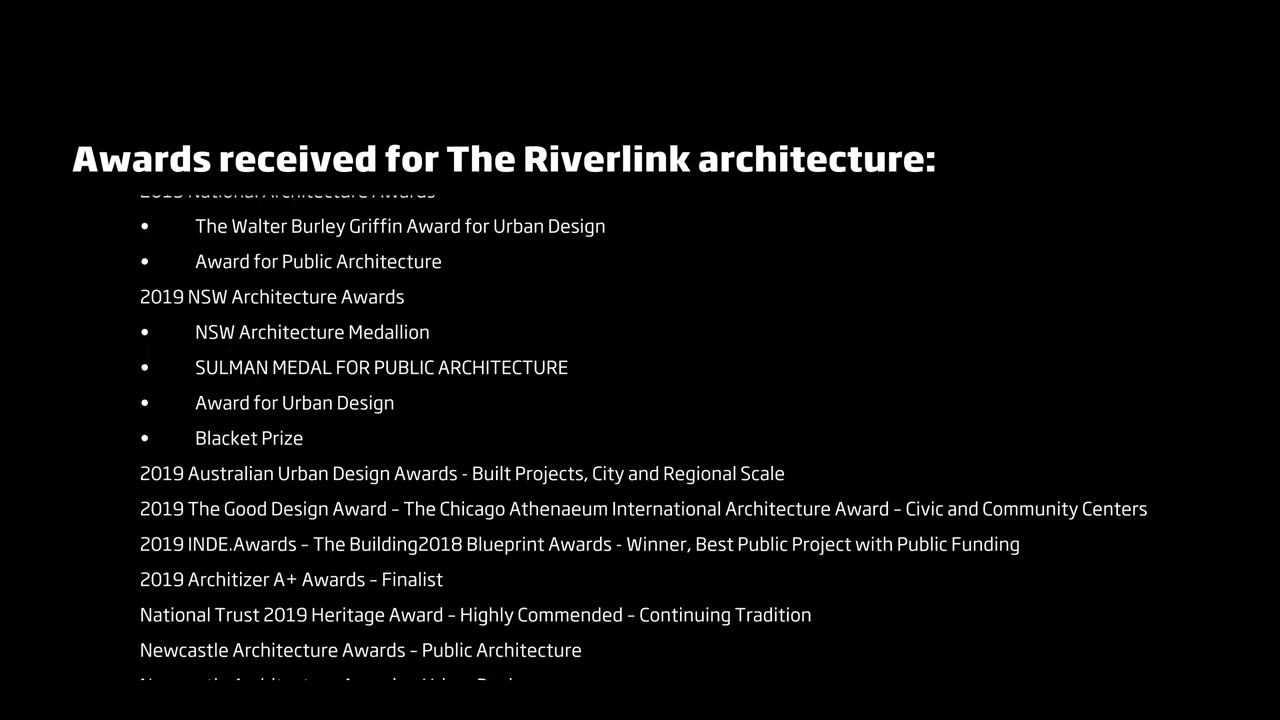 Awards received for The Riverlink architecture:
2019 National Architecture Awards
• The Walter Burley Griffin Award for Urban Design
• Award for Public Architecture
2019 NSW Architecture Awards
• NSW Architecture Medallion
• SULMAN MEDAL FOR PUBLIC ARCHITECTURE
• Award for Urban Design
• Blacket Prize
2019 Australian Urban Design Awards - Built Projects, City and Regional Scale
2019 The Good Design Award – The Chicago Athenaeum International Architecture Award – Civic and Community Centers
2019 INDE.Awards – The Building2018 Blueprint Awards - Winner, Best Public Project with Public Funding
2019 Architizer A+ Awards – Finalist
National Trust 2019 Heritage Award – Highly Commended – Continuing Tradition
Newcastle Architecture Awards – Public Architecture